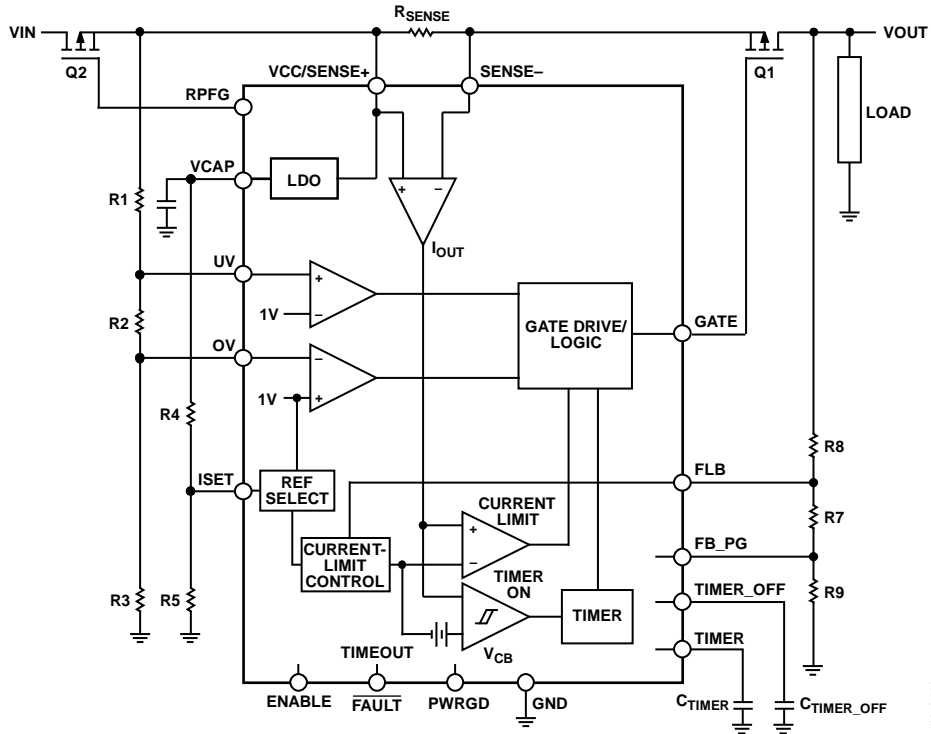 R_SENSE
VIN
VOUT
Q2
VCC/SENSE+
SENSE–
Q1
RPFG
LOAD
VCAP
LDO
+
–
R1
I_OUT
UV
+
1V
–
R2
GATE DRIVE/
LOGIC
GATE
OV
–
1V
+
R4
R8
ISET
REF
SELECT
FLB
CURRENT
LIMIT
+
R7
CURRENT-
LIMIT
CONTROL
–
FB_PG
TIMER
ON
TIMER_OFF
R3
R5
TIMER
R9
TIMER
V_CB
TIMEOUT
ENABLE
FAULT
PWRGD
GND
C_TIMER
C_TIMER_OFF